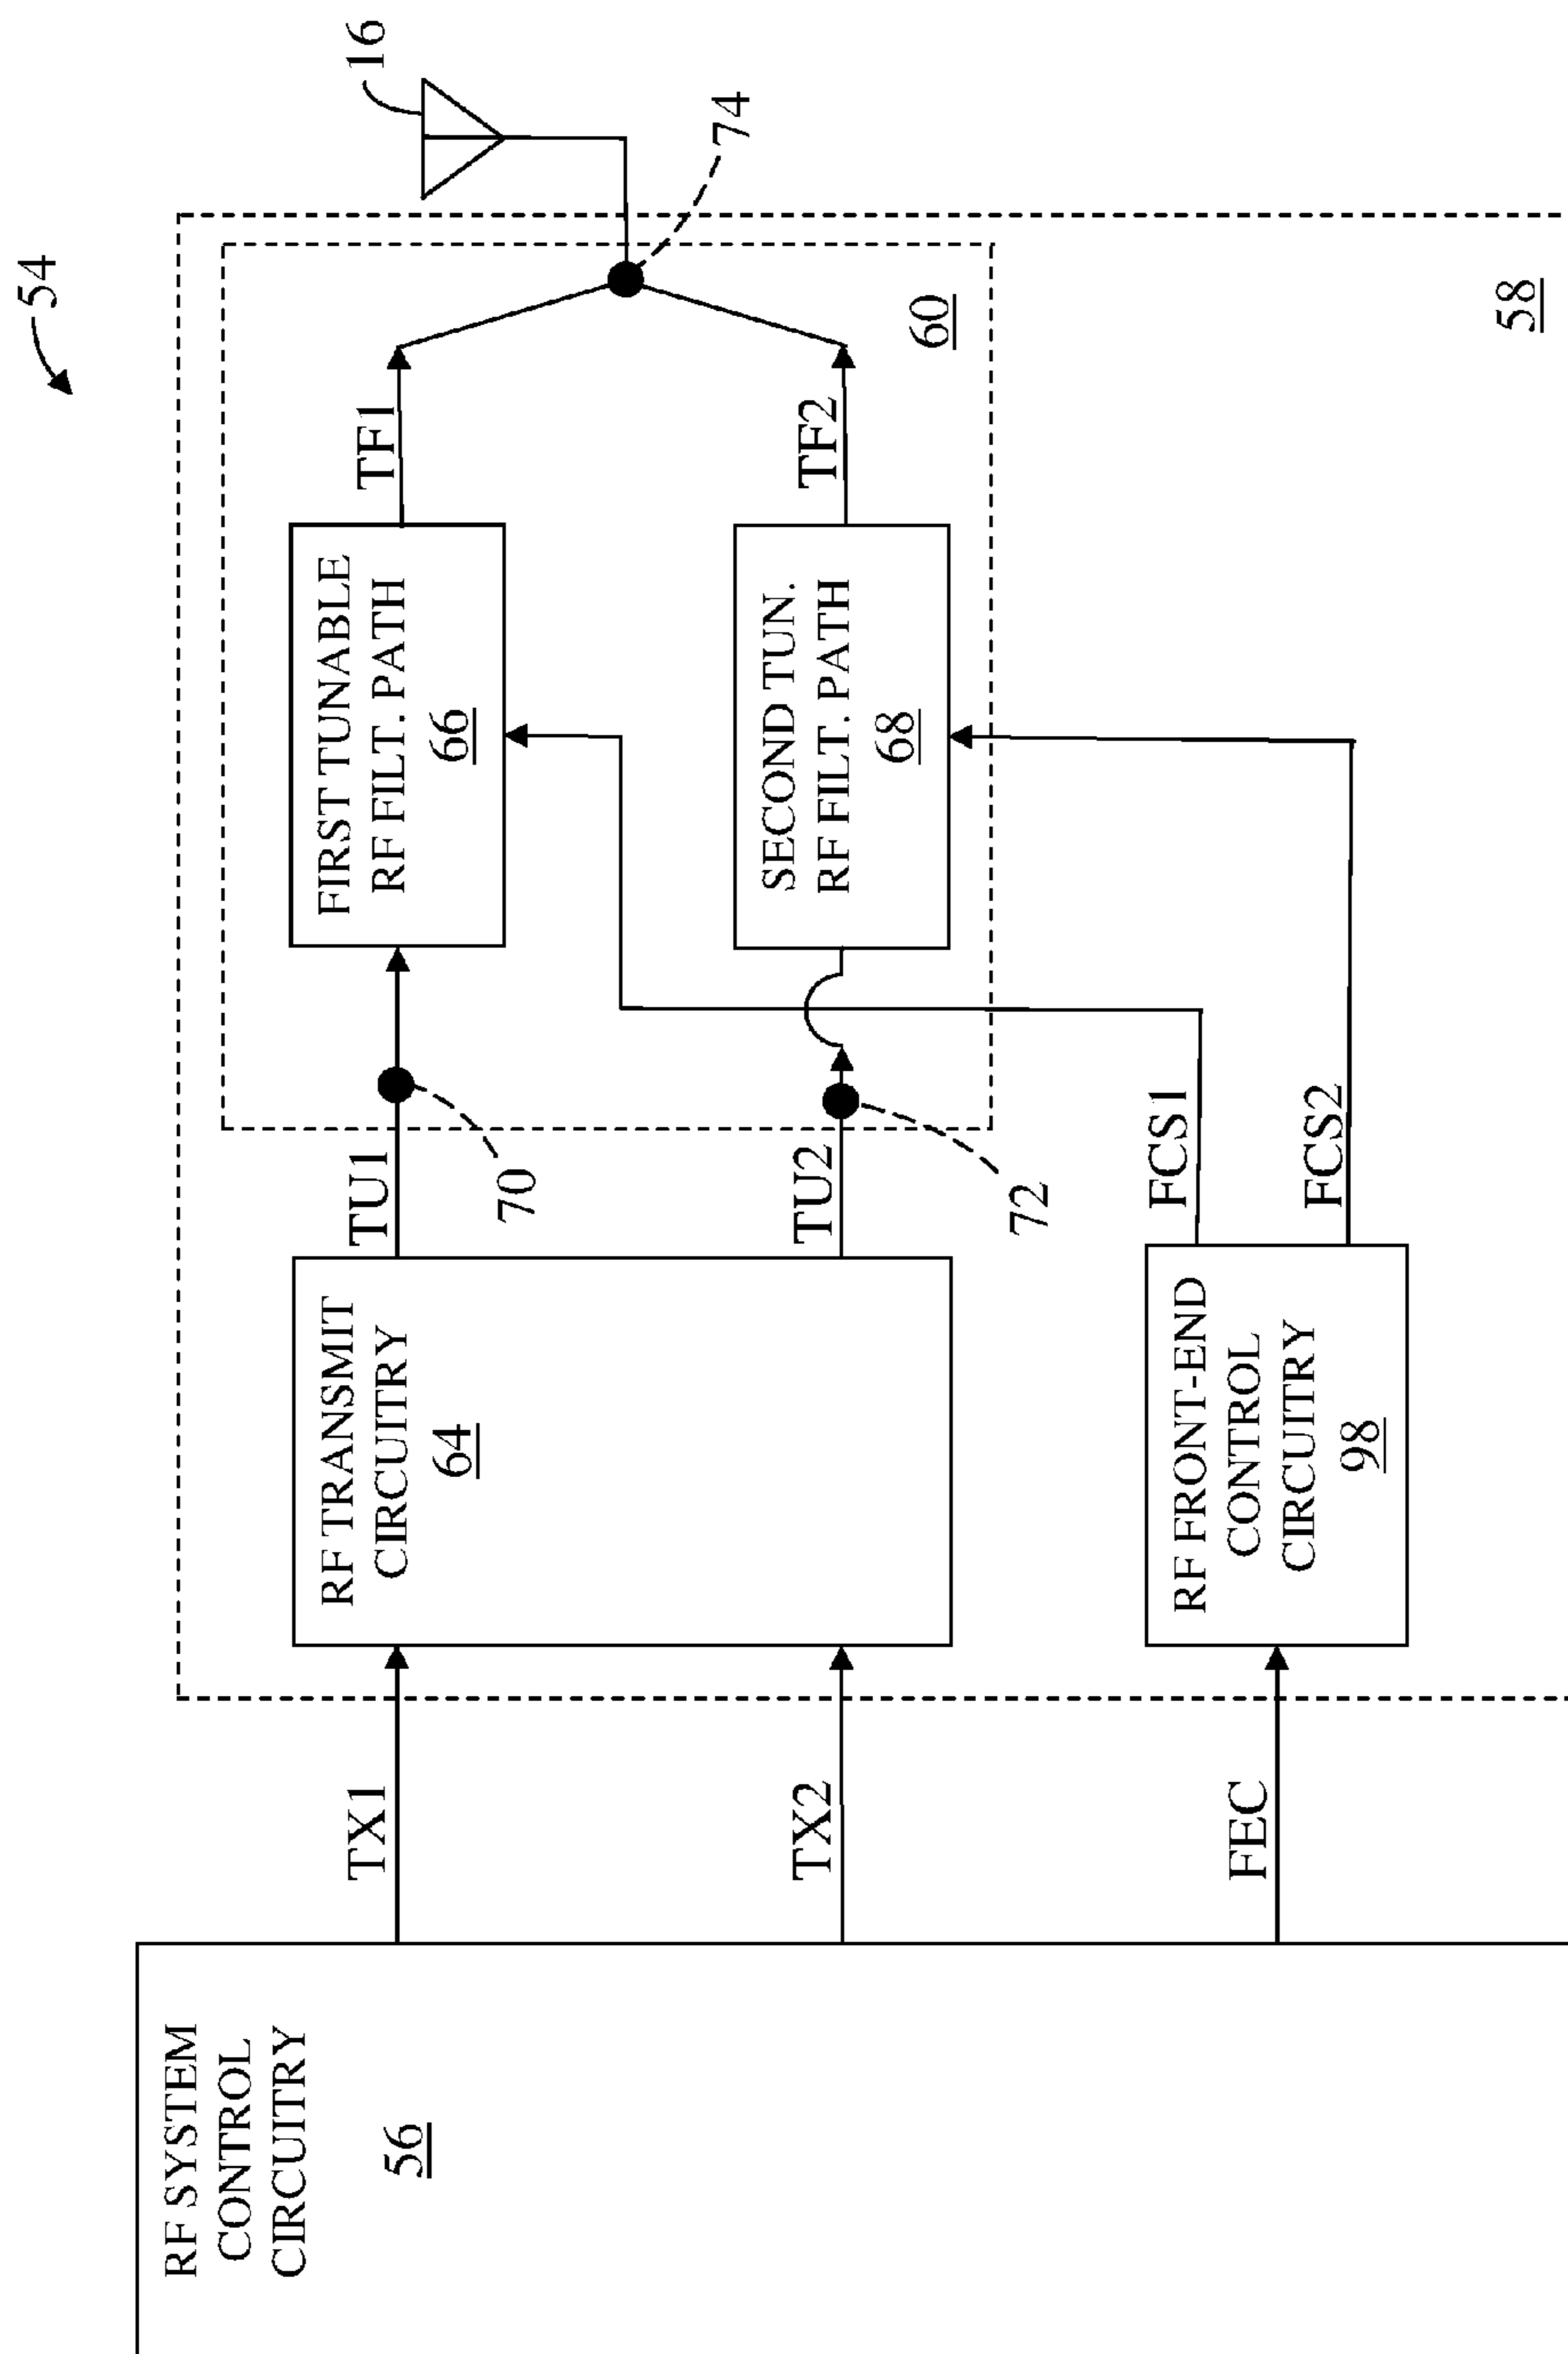 54
16
74
RF SYSTEM
CONTROL
CIRCUITRY
56
TX1
TX2
FEC
RF TRANSMIT
CIRCUITRY
64
TU1
70
TU2
72
FIRST TUNABLE
RF FILT. PATH
66
TF1
SECOND TUN.
RF FILT. PATH
68
TF2
60
RF FRONT-END
CONTROL
CIRCUITRY
98
FCS1
FCS2
58